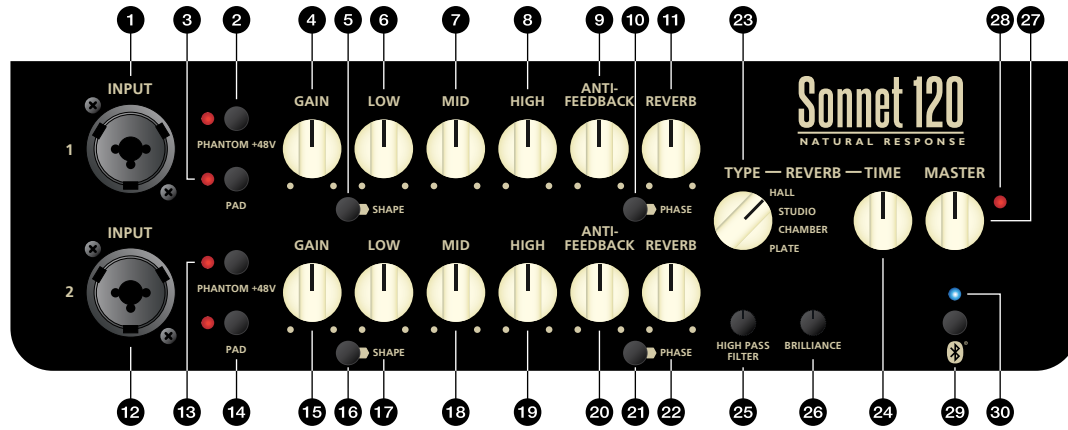 1 3 2 4 5 6 7 8 9 10 11 23 28 27
INPUT
1
PHANTOM +48V
PAD
GAIN
LOW
MID
HIGH
ANTI-
FEEDBACK
REVERB
SHAPE
PHASE
Sonnet 120
NATURAL RESPONSE
TYPE — REVERB — TIME
MASTER
HALL
STUDIO
CHAMBER
PLATE
INPUT
2
PHANTOM +48V
PAD
GAIN
LOW
MID
HIGH
ANTI-
FEEDBACK
REVERB
SHAPE
PHASE
HIGH PASS
FILTER
BRILLIANCE
12 13 14 15 16 17 18 19 20 21 22 25 26 24 29 30